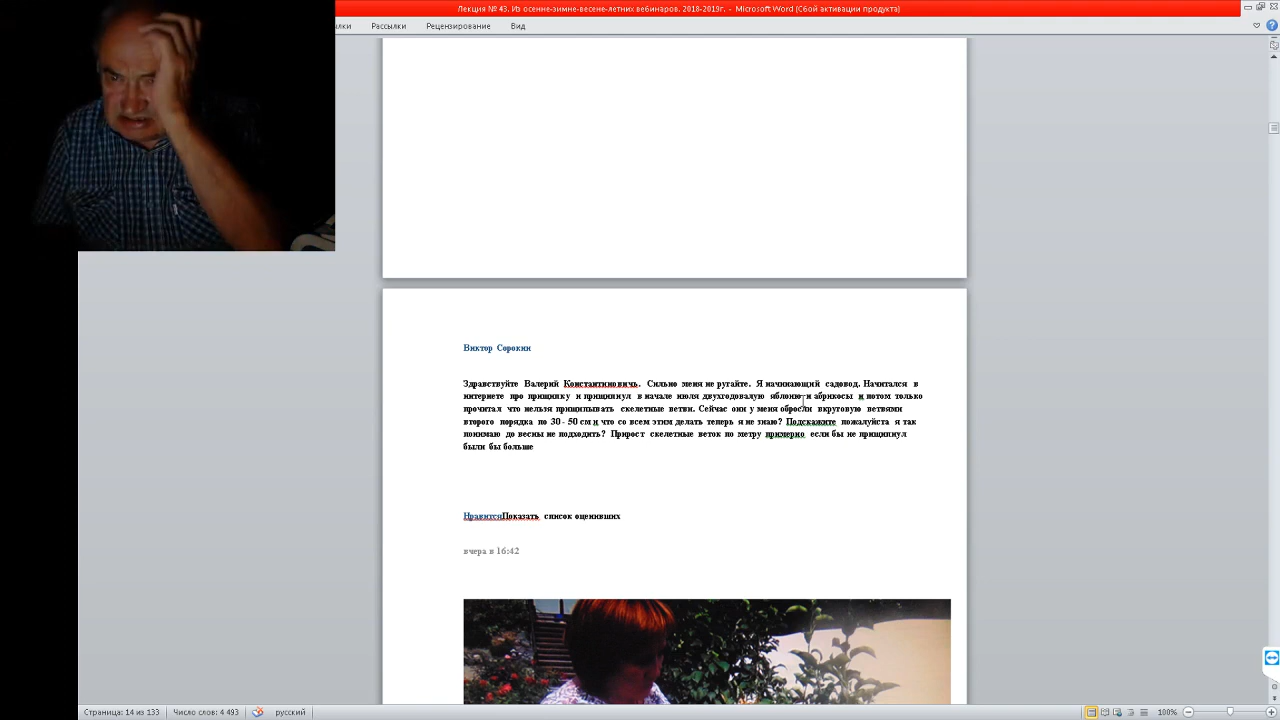 Лекция № 43. Из осенне-зимне-весене-летних вебинаров. 2018-2019г. - Microsoft Word (Сбой активации продукта)
лки Рассылки Рецензирование Вид
Виктор Сорокин
Здравствуйте Валерий Константиновичь. Сильно меня не ругайте. Я начинающий садовод. Начитался в
интернете про прищипку и прищипнул в начале июля двухгодовалую яблоню и абрикосы и потом только
прочитал что нельзя прищипывать скелетные ветви. Сейчас они у меня обросли вкруговую ветвями
второго порядка по 30- 50 см и что со всем этим делать теперь я не знаю? Подскажите пожалуйста я так
понимаю до весны не подходить? Прирост скелетные веток по метру примерно если бы не прищипнул
были бы больше
НравитсяПоказать список оценивших
вчера в 16:42
Страница: 14 из 133 Число слов: 4 493 русский 100%